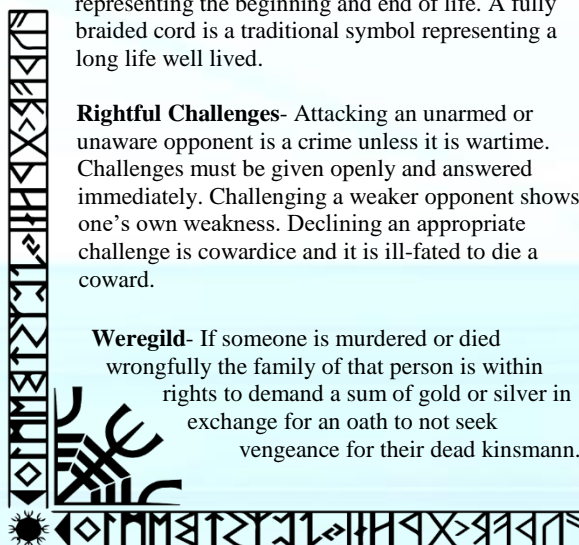 representing the beginning and end of life. A fully
braided cord is a traditional symbol representing a
long life well lived.
Rightful Challenges- Attacking an unarmed or
unaware opponent is a crime unless it is wartime.
Challenges must be given openly and answered
immediately. Challenging a weaker opponent shows
one's own weakness. Declining an appropriate
challenge is cowardice and it is ill-fated to die a
coward.
Weregild- If someone is murdered or died
wrongfully the family of that person is within
rights to demand a sum of gold or silver in
exchange for an oath to not seek
vengeance for their dead kinsmann.